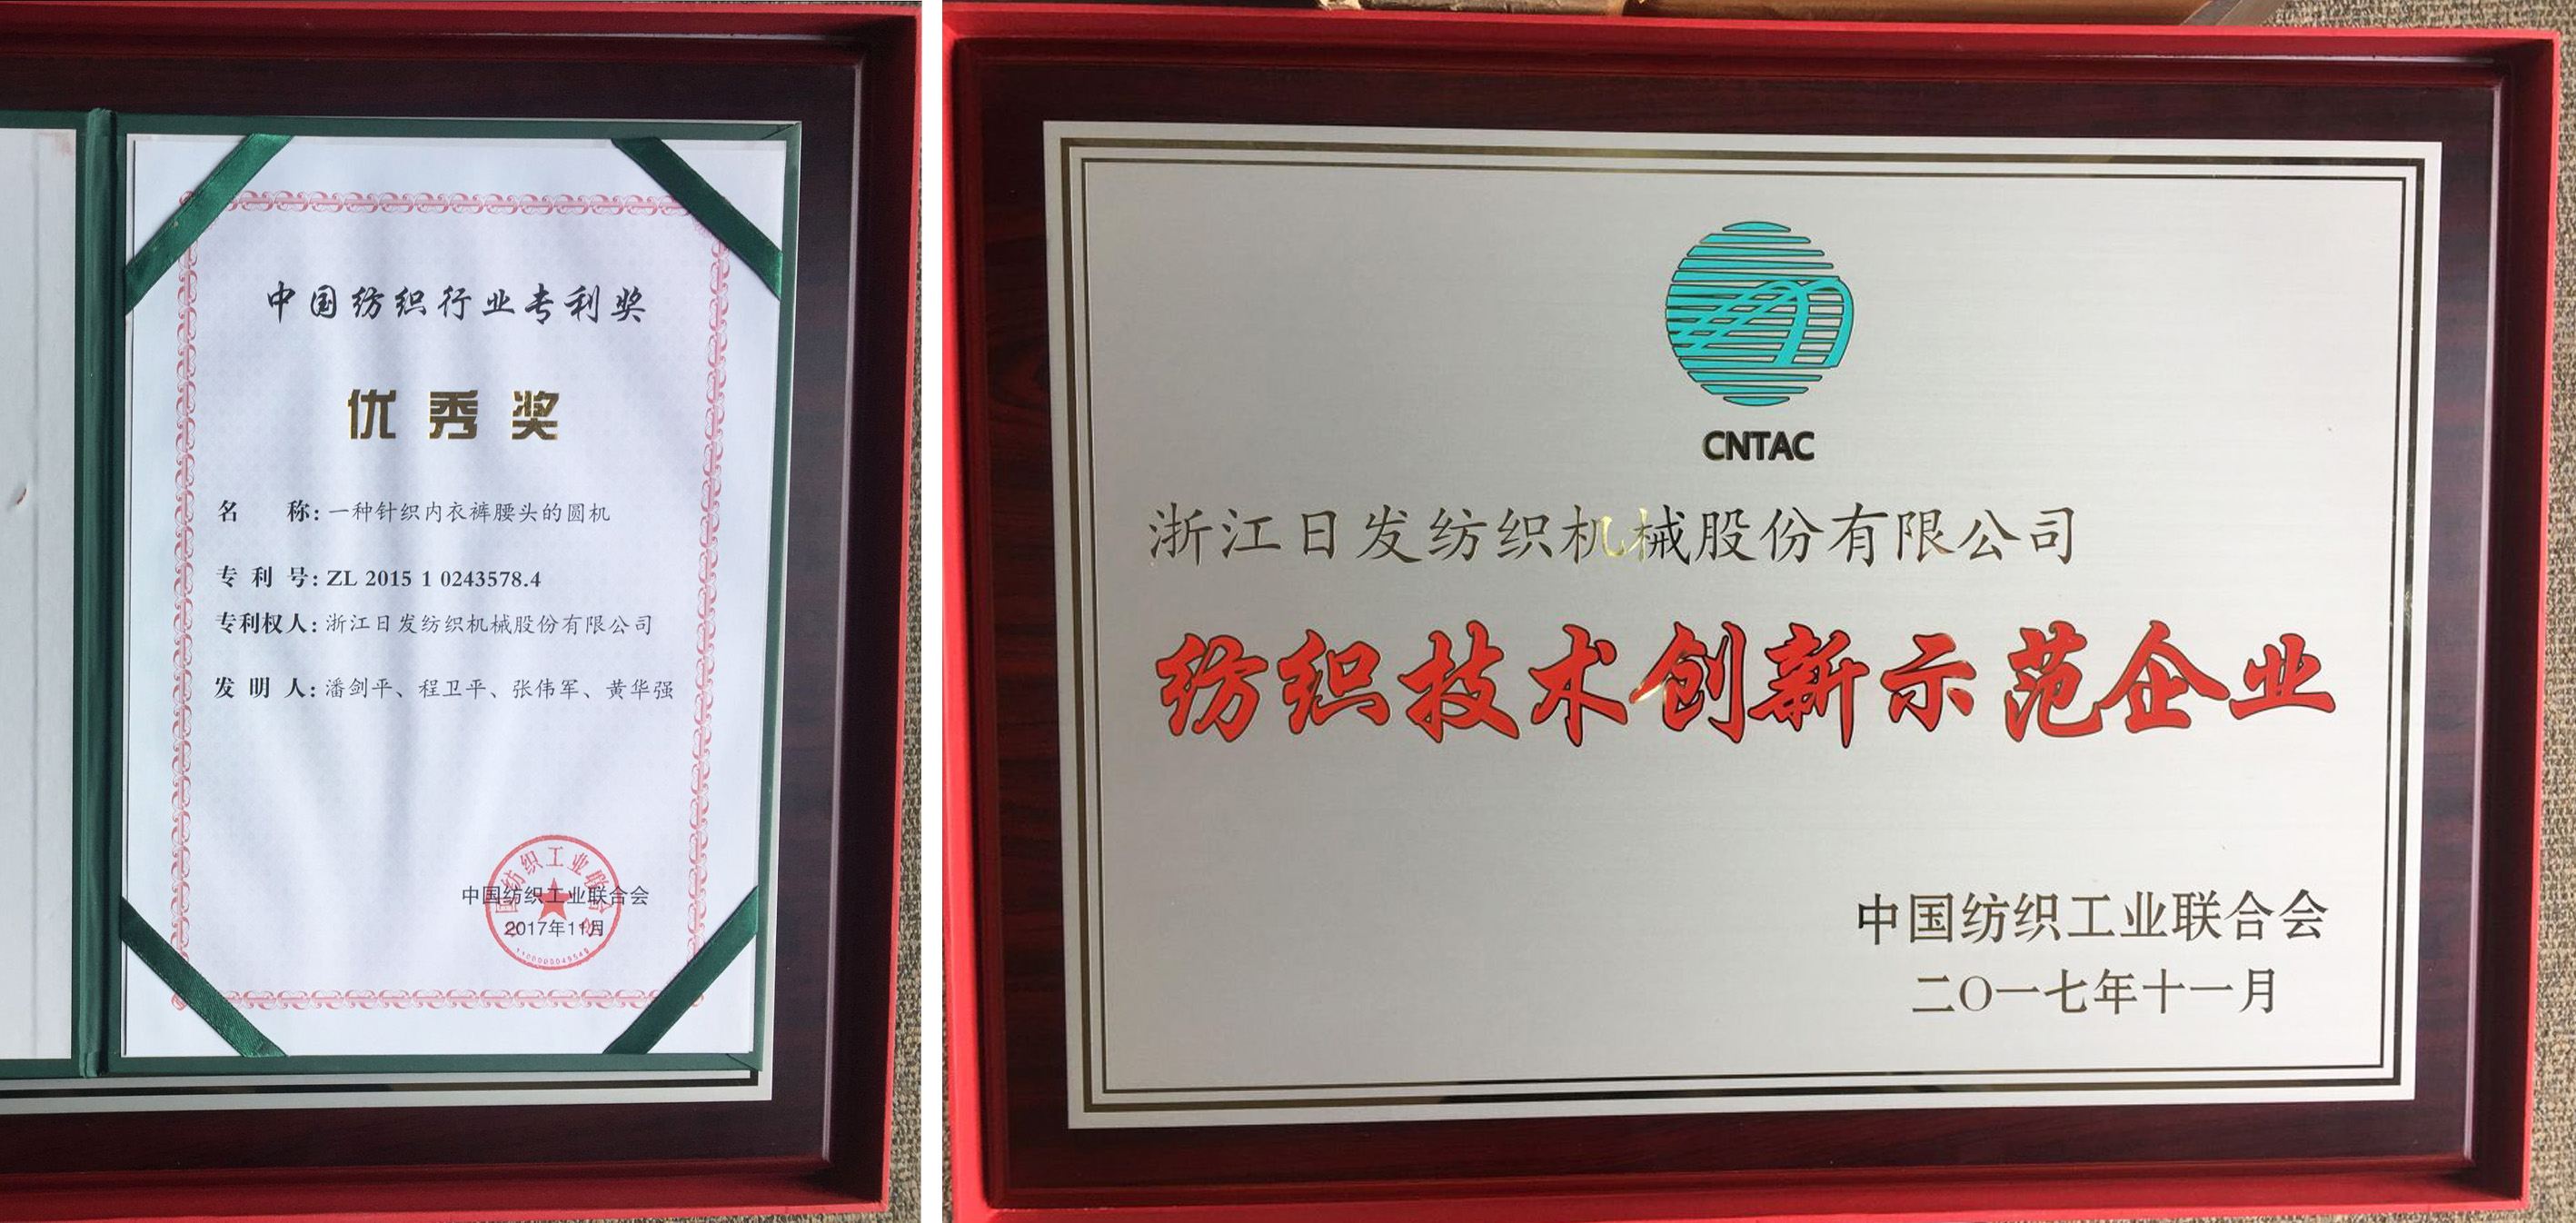 中国纺织行业专利奖
优秀奖
名 称: 一种针织内衣裤腰头的圆机
专 利 号: ZL 2015 1 0243578.4
专利权人: 浙江日发纺织机械股份有限公司
发 明 人: 潘剑平、程卫平、张伟军、黄华强
中国纺织工业联合会
2017年11月
CNTAC
浙江日发纺织机械股份有限公司
纺织技术创新示范企业
中国纺织工业联合会
二〇一七年十一月